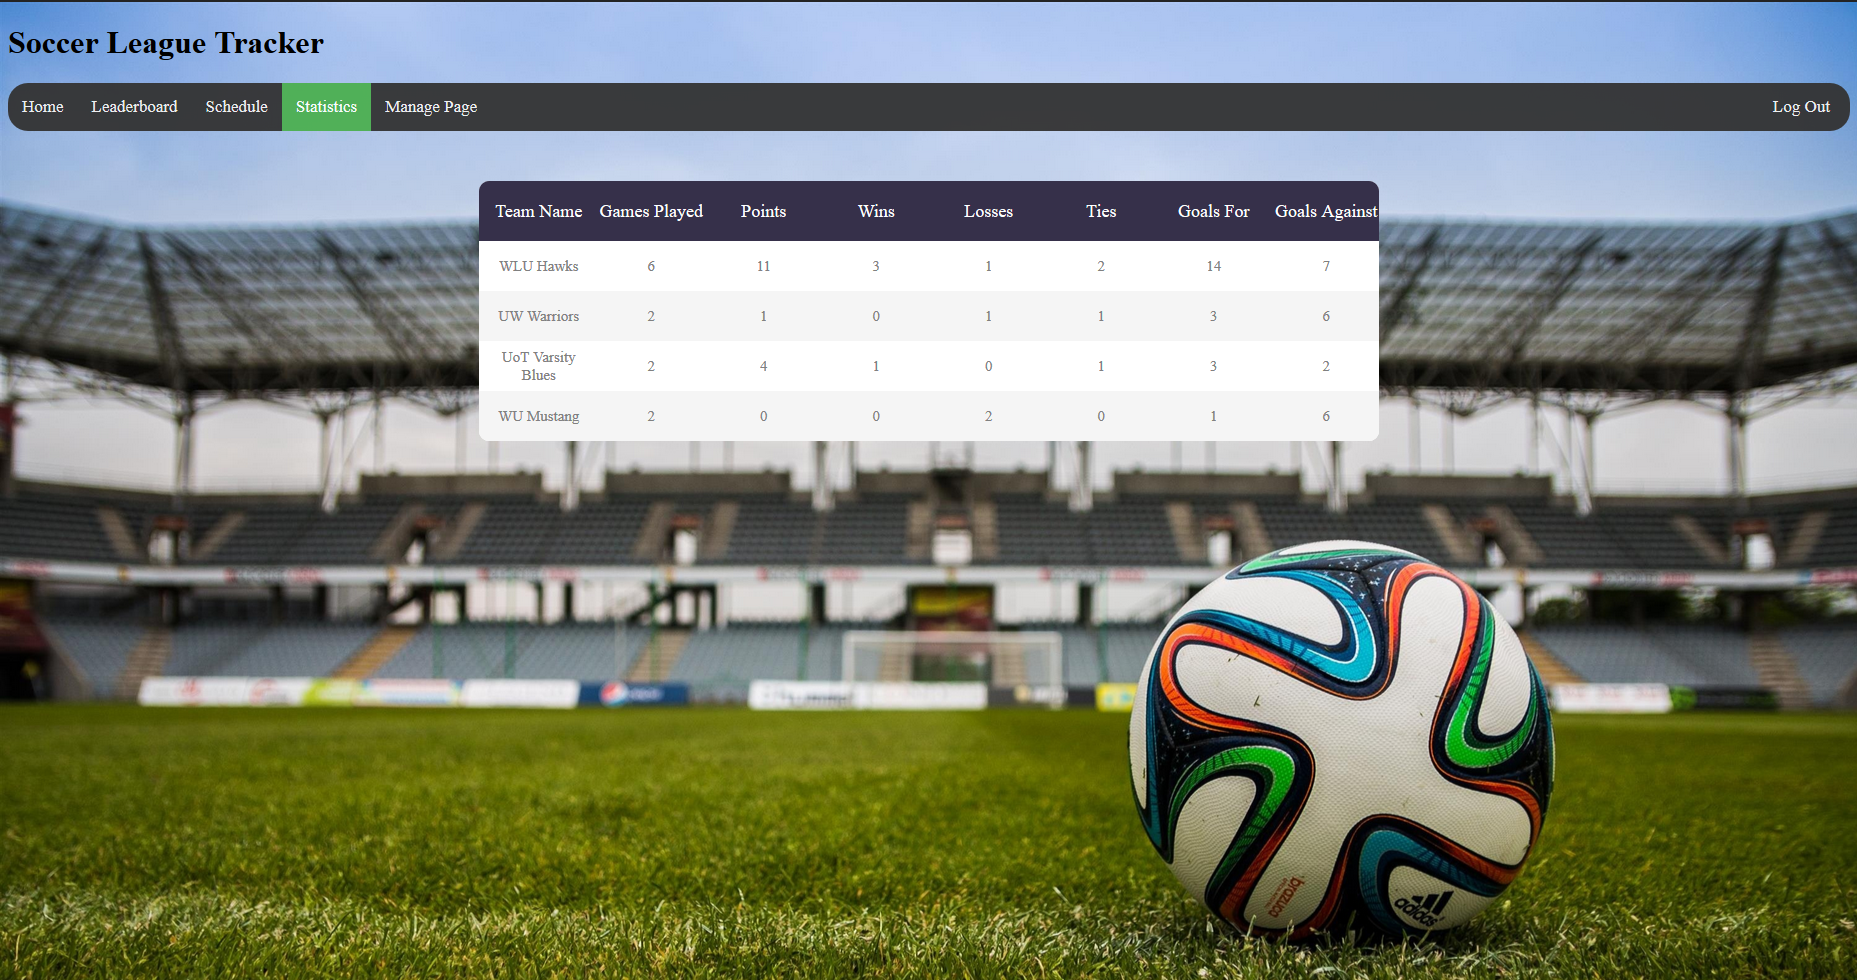 Soccer League Tracker
Home Leaderboard Schedule Statistics Manage Page Log Out
Team Name Games Played Points Wins Losses Ties Goals For Goals Against
WLU Hawks 6 11 3 1 2 14 7
UW Warriors 2 1 0 1 1 3 6
UoT Varsity
Blues 2 4 1 0 1 3 2
WU Mustang 2 0 0 2 0 1 6
brazuca
adidas